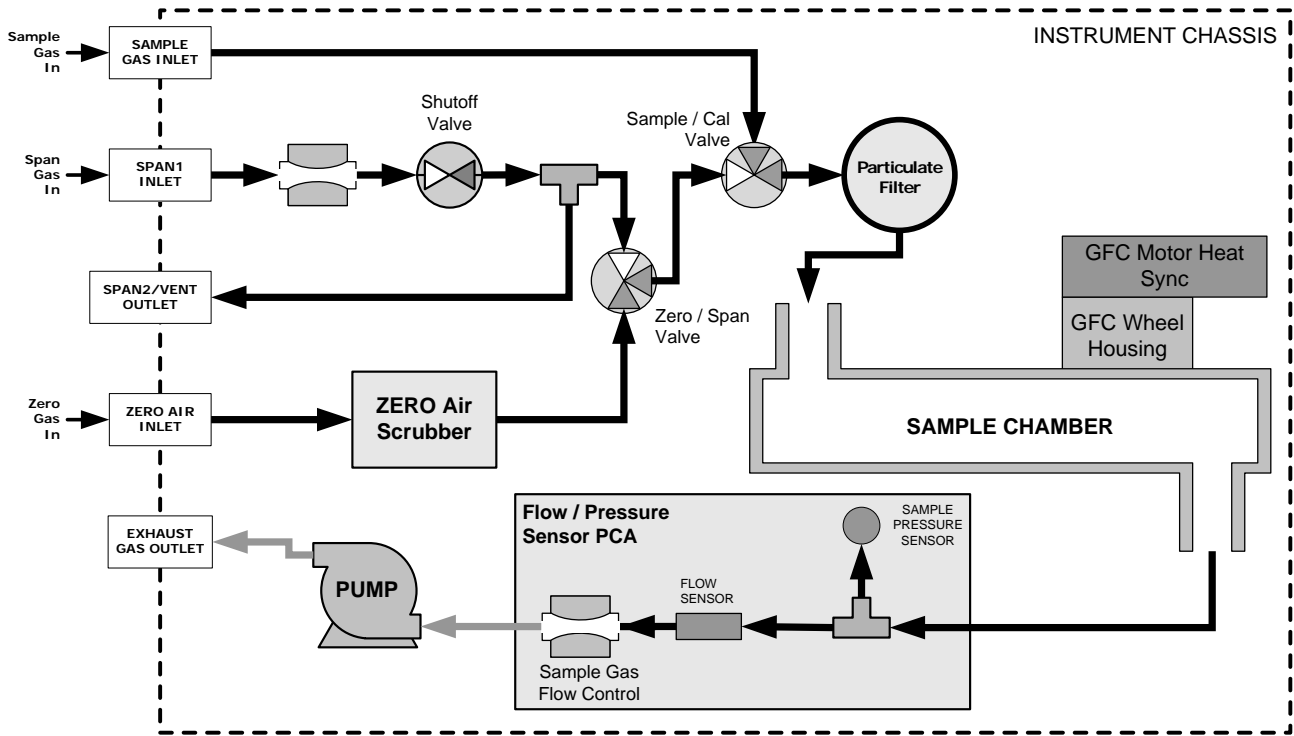 INSTRUMENT CHASSIS
Sample
Gas
In
SAMPLE
GAS INLET
Span
Gas
In
SPAN1
INLET
Shutoff
Valve
Sample / Cal
Valve
Particulate
Filter
SPAN2/VENT
OUTLET
Zero / Span
Valve
GFC Motor Heat
Sync
GFC Wheel
Housing
Zero
Gas
In
ZERO AIR
INLET
ZERO Air
Scrubber
SAMPLE CHAMBER
EXHAUST
GAS OUTLET
PUMP
Flow / Pressure
Sensor PCA
SAMPLE
PRESSURE
SENSOR
FLOW
SENSOR
Sample Gas
Flow Control